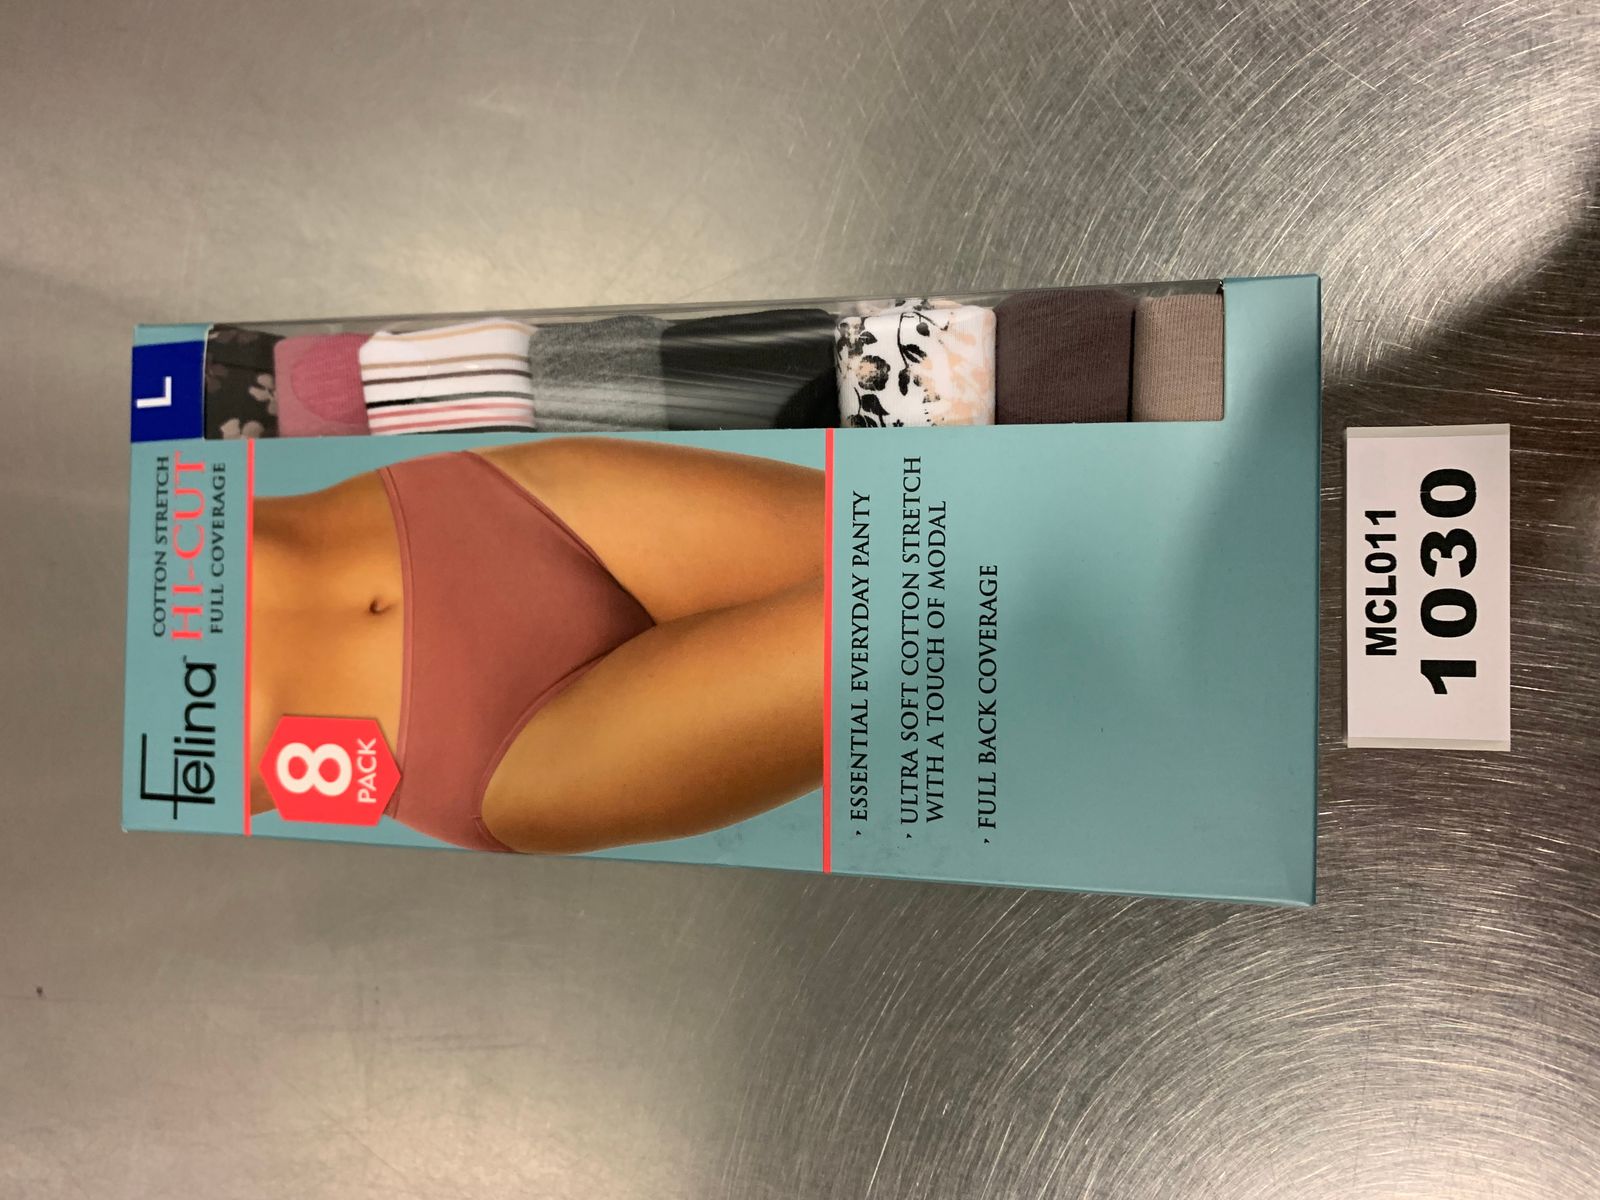 Felina™
COTTON STRETCH
HI-CUT
FULL COVERAGE
L
8
PACK
ESSENTIAL EVERYDAY PANTY
ULTRA SOFT COTTON STRETCH
WITH A TOUCH OF MODAL
FULL BACK COVERAGE
MCL011
1030